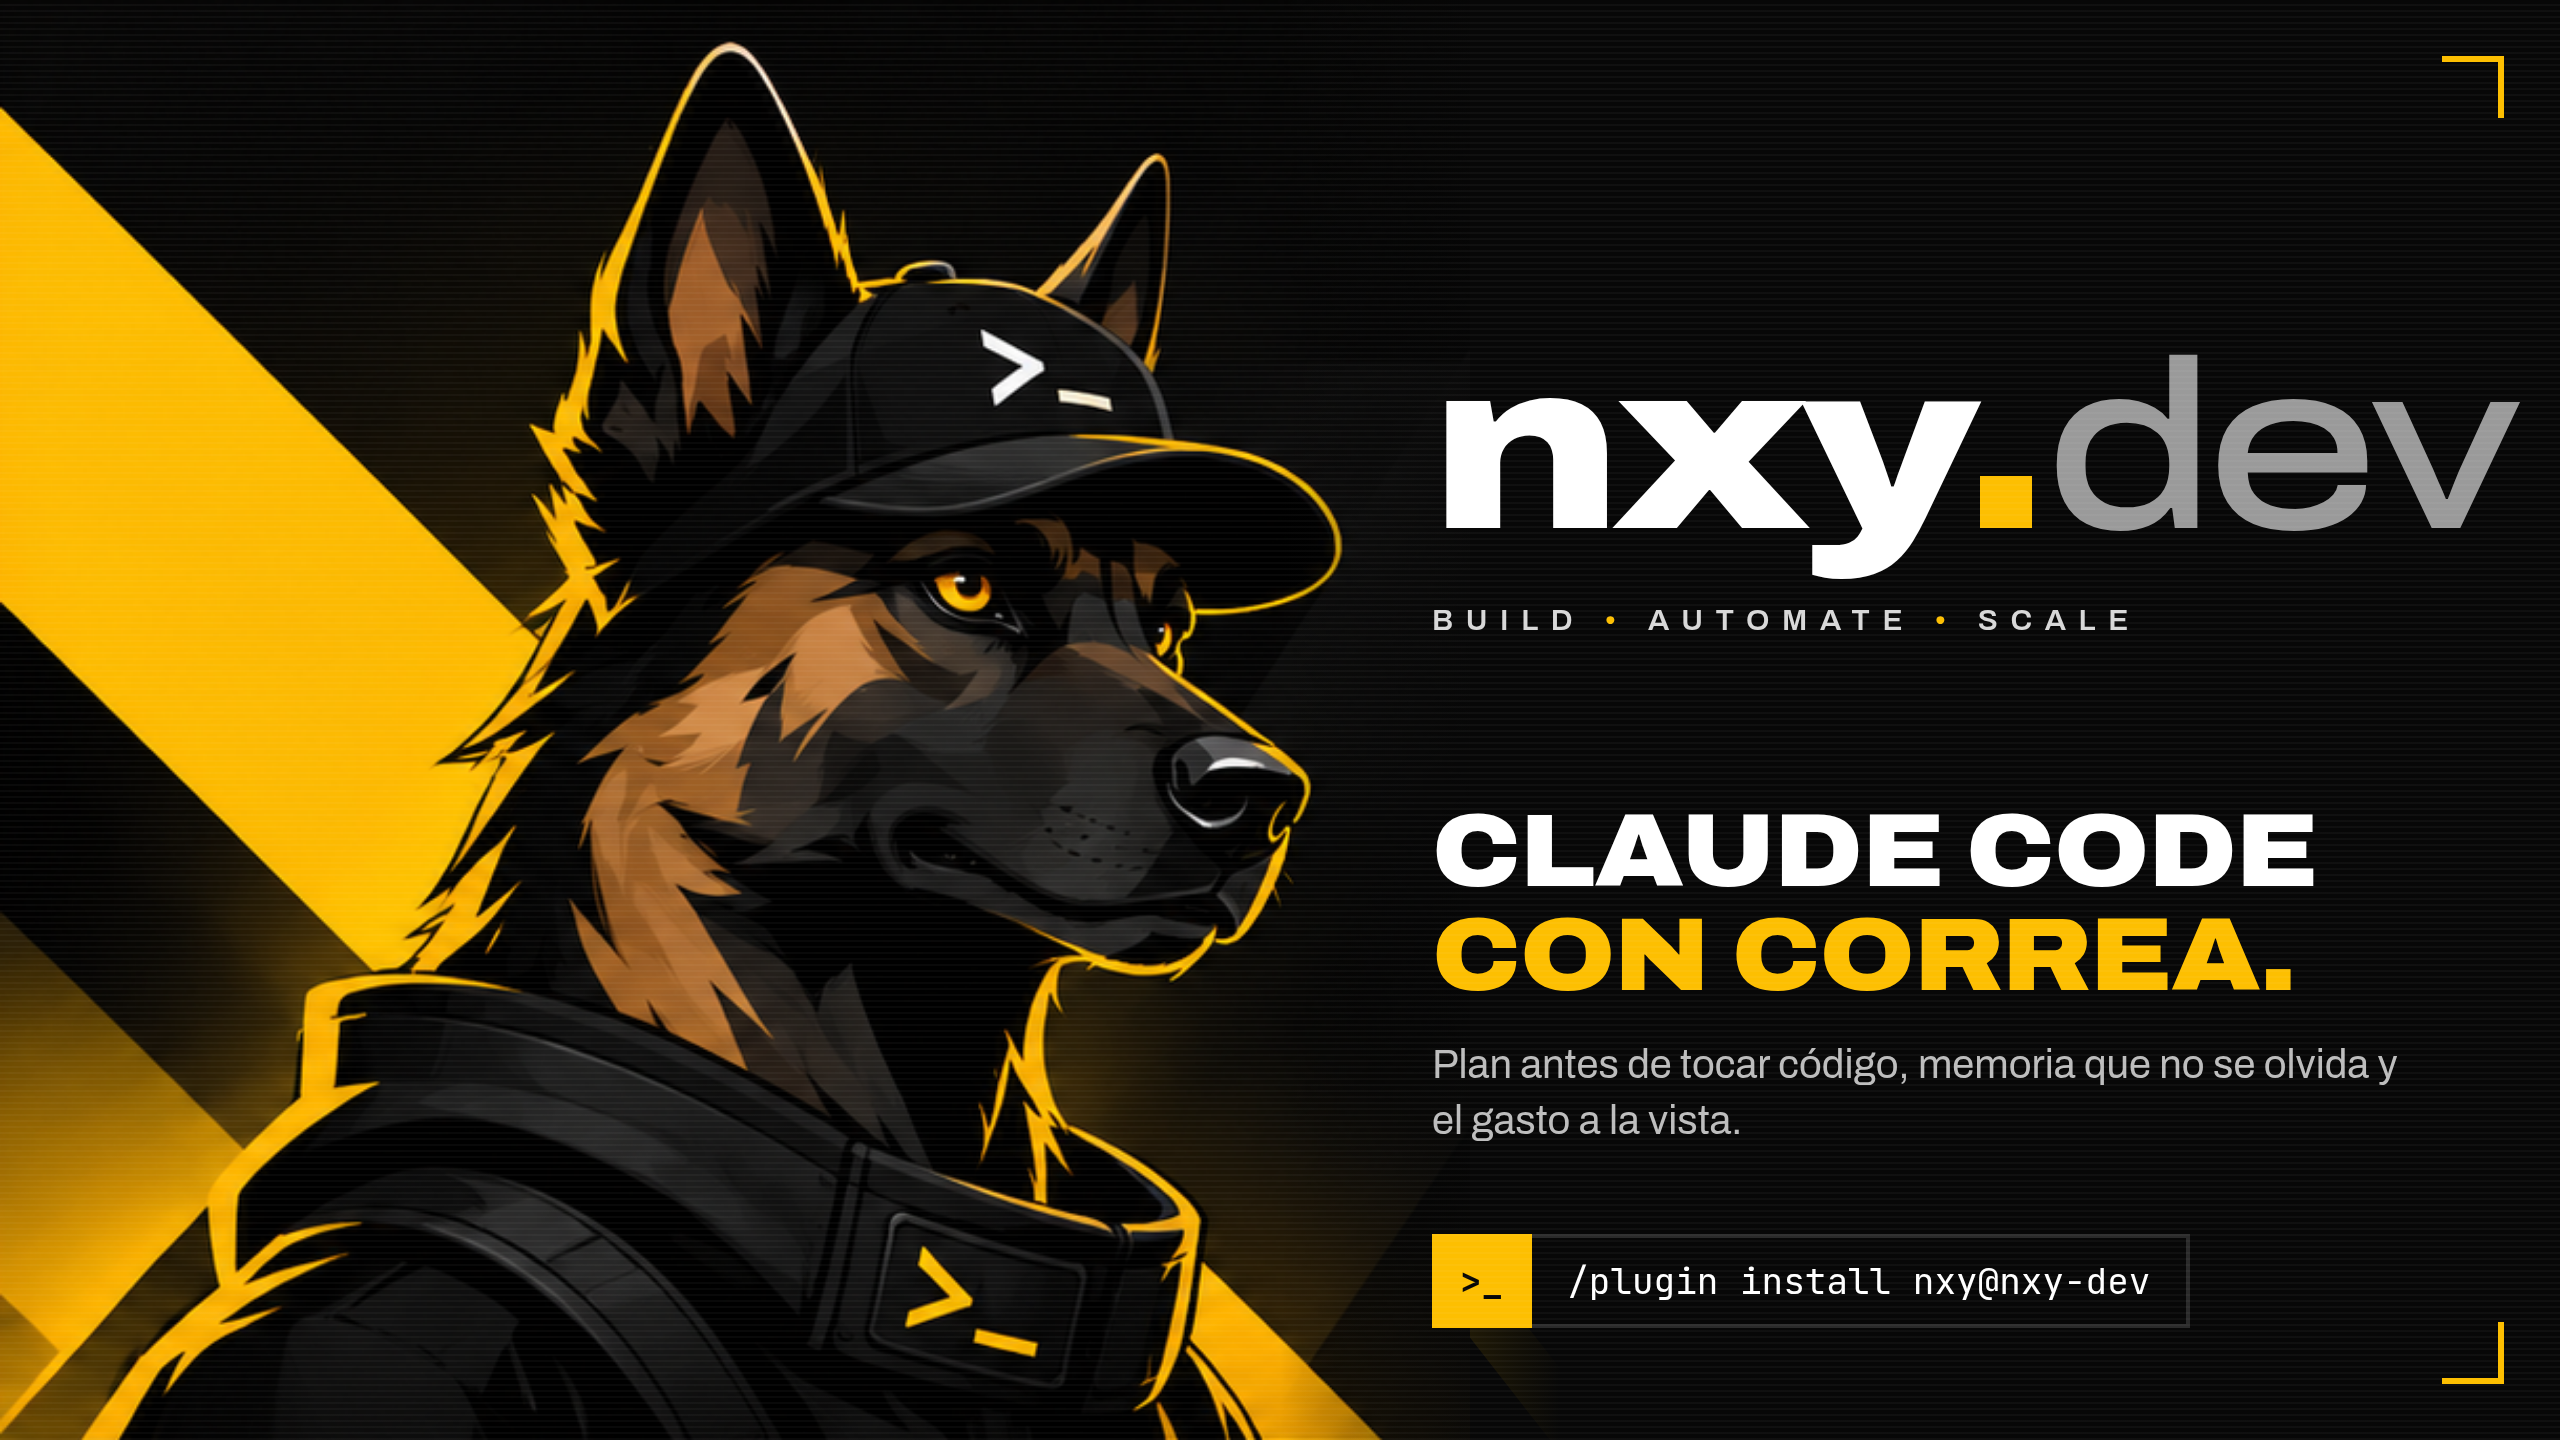 >_
nxy.dev
BUILD • AUTOMATE • SCALE
CLAUDE CODE
CON CORREA.
Plan antes de tocar código, memoria que no se olvida y
el gasto a la vista.
>_
>_ /plugin install nxy@nxy-dev